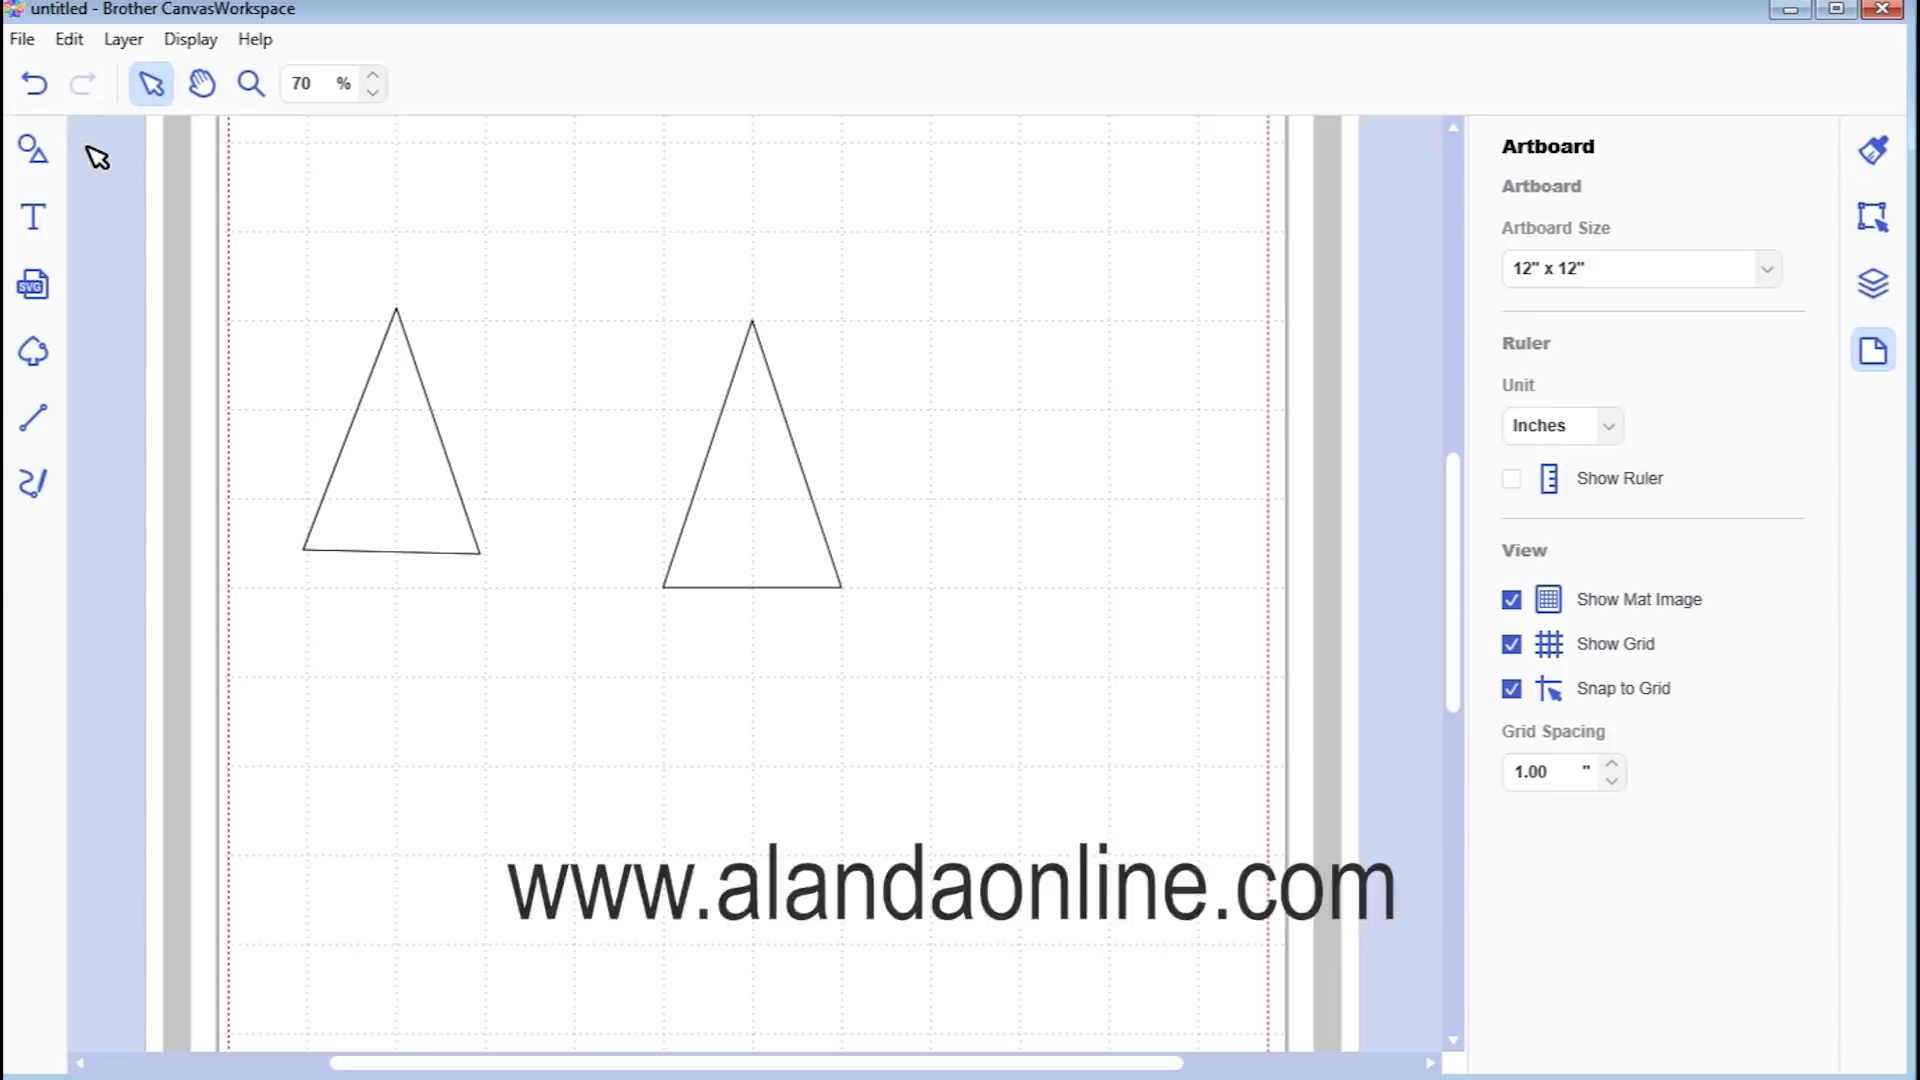 untitled - Brother CanvasWorkspace
File Edit Layer Display Help
70 %
T
SVG
Artboard
Artboard
Artboard Size
12" x 12"
Ruler
Unit
Inches
Show Ruler
View
Show Mat Image
Show Grid
Snap to Grid
Grid Spacing
1.00 "
www.alandaonline.com